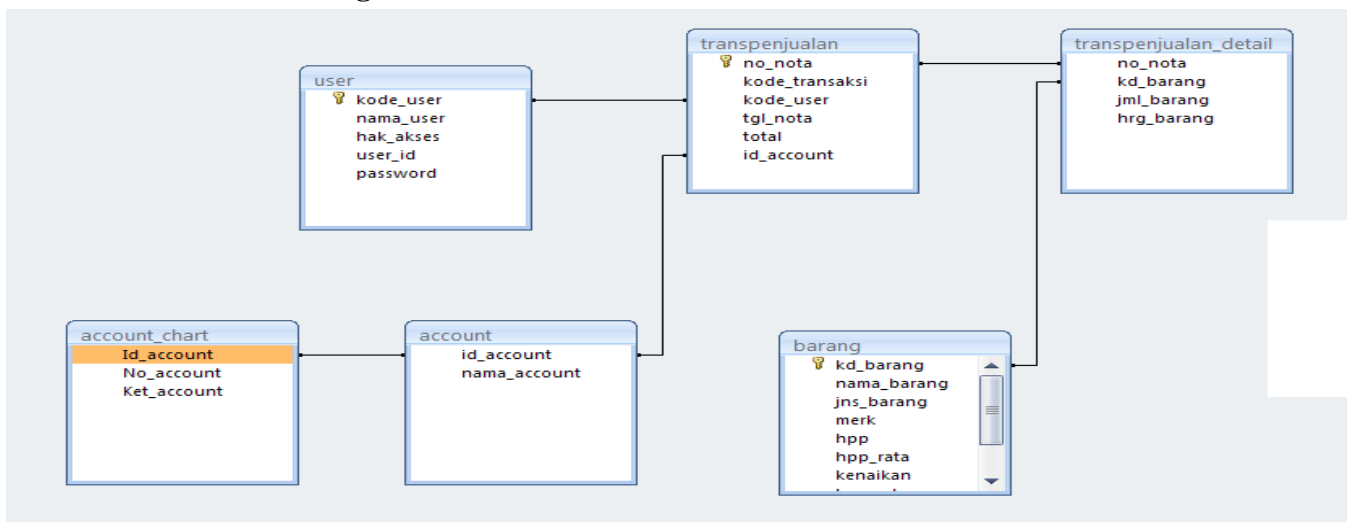 user
kode_user
nama_user
hak_akses
user_id
password
transpenjualan
no_nota
kode_transaksi
kode_user
tgl_nota
total
id_account
transpenjualan_detail
no_nota
kd_barang
jml_barang
hrg_barang
account_chart
Id_account
No_account
Ket_account
account
id_account
nama_account
barang
kd_barang
nama_barang
jns_barang
merk
hpp
hpp_rata
kenaikan